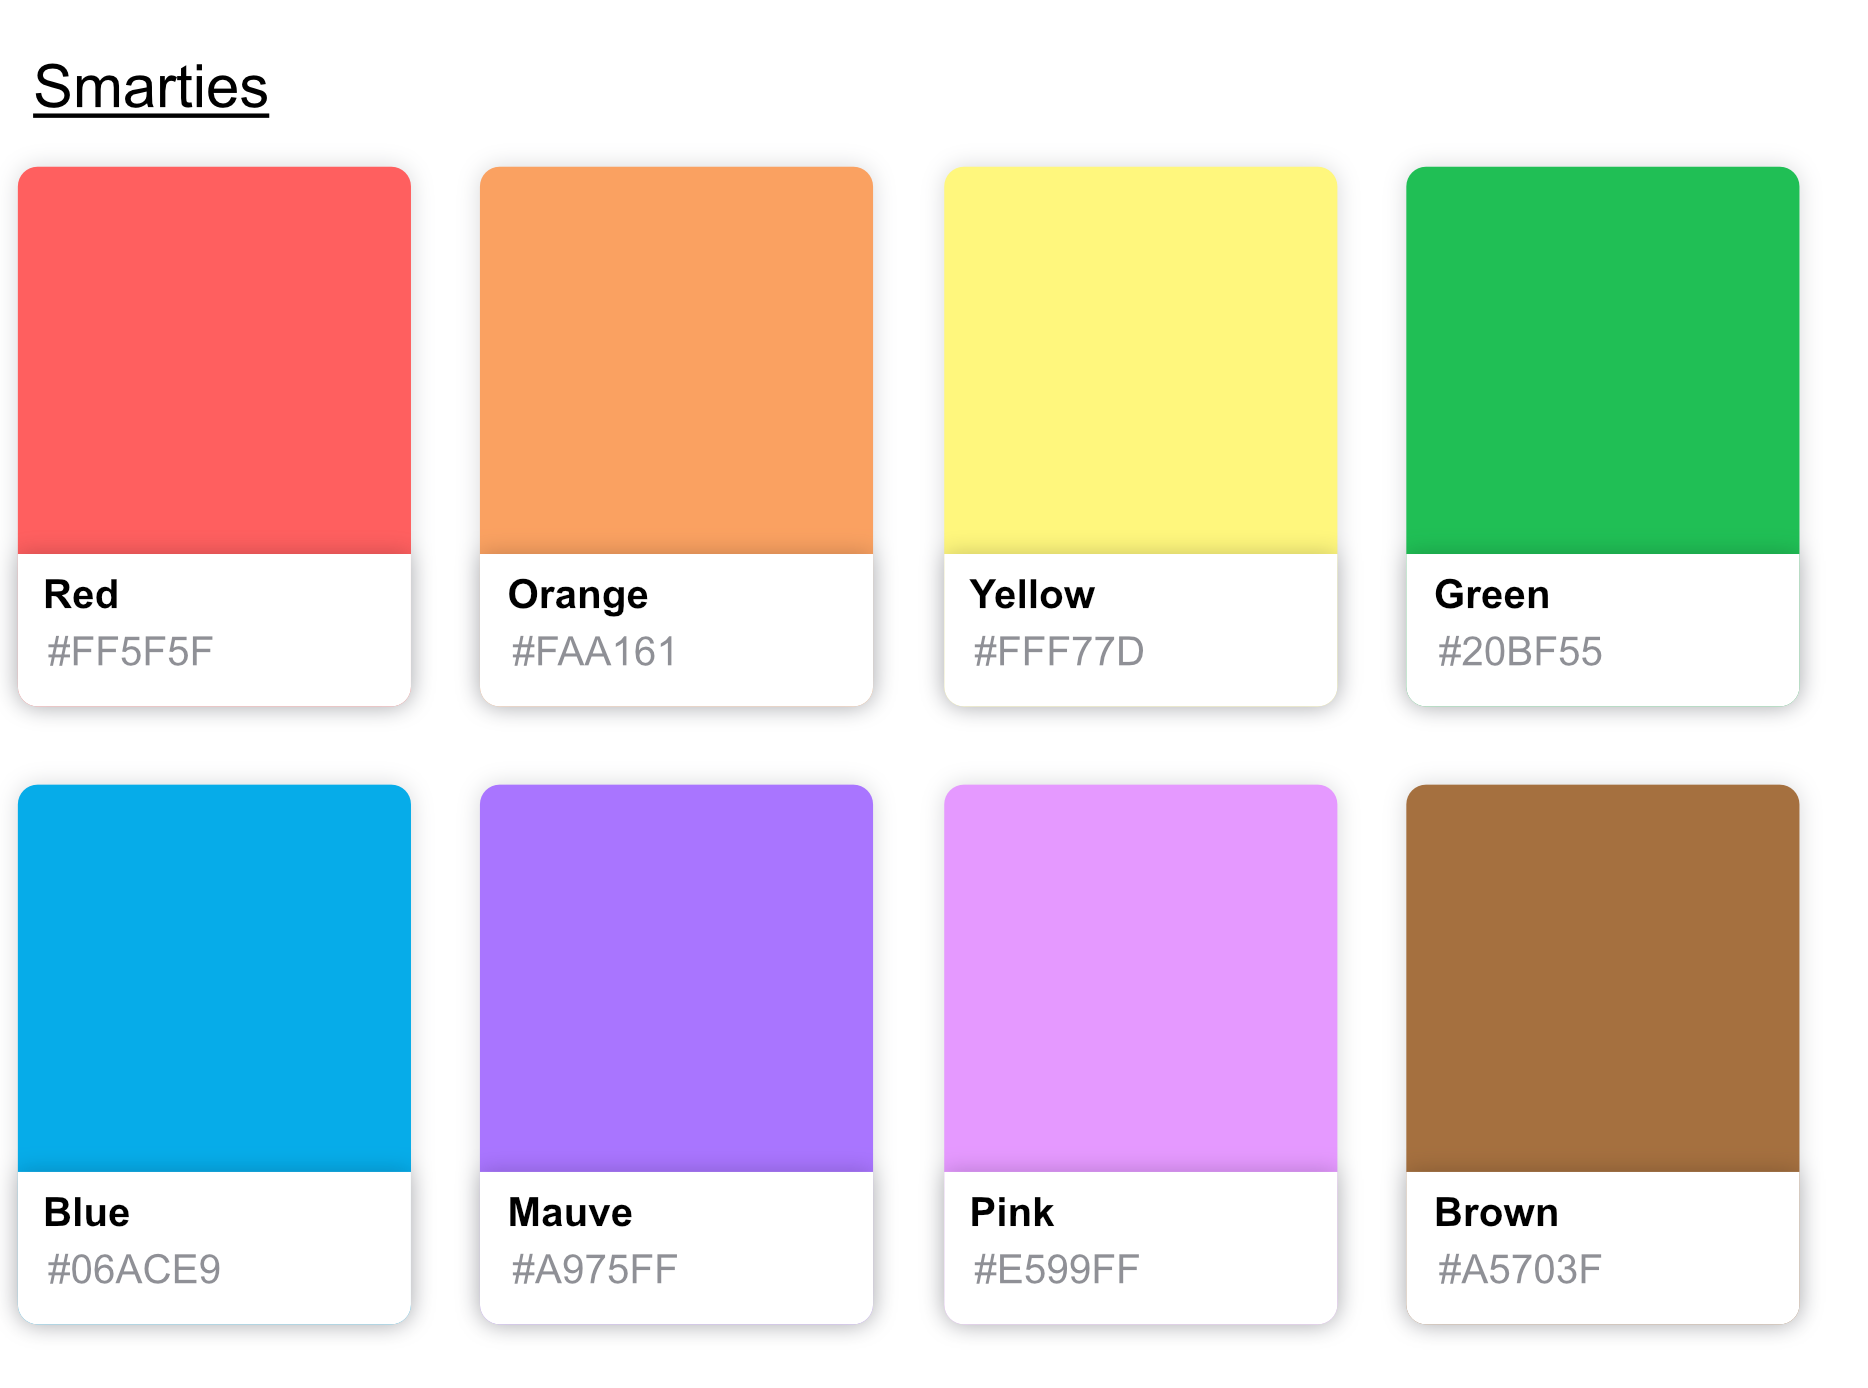 Smarties
Red
#FF5F5F
Orange
#FAA161
Yellow
#FFF77D
Green
#20BF55
Blue
#06ACE9
Mauve
#A975FF
Pink
#E599FF
Brown
#A5703F